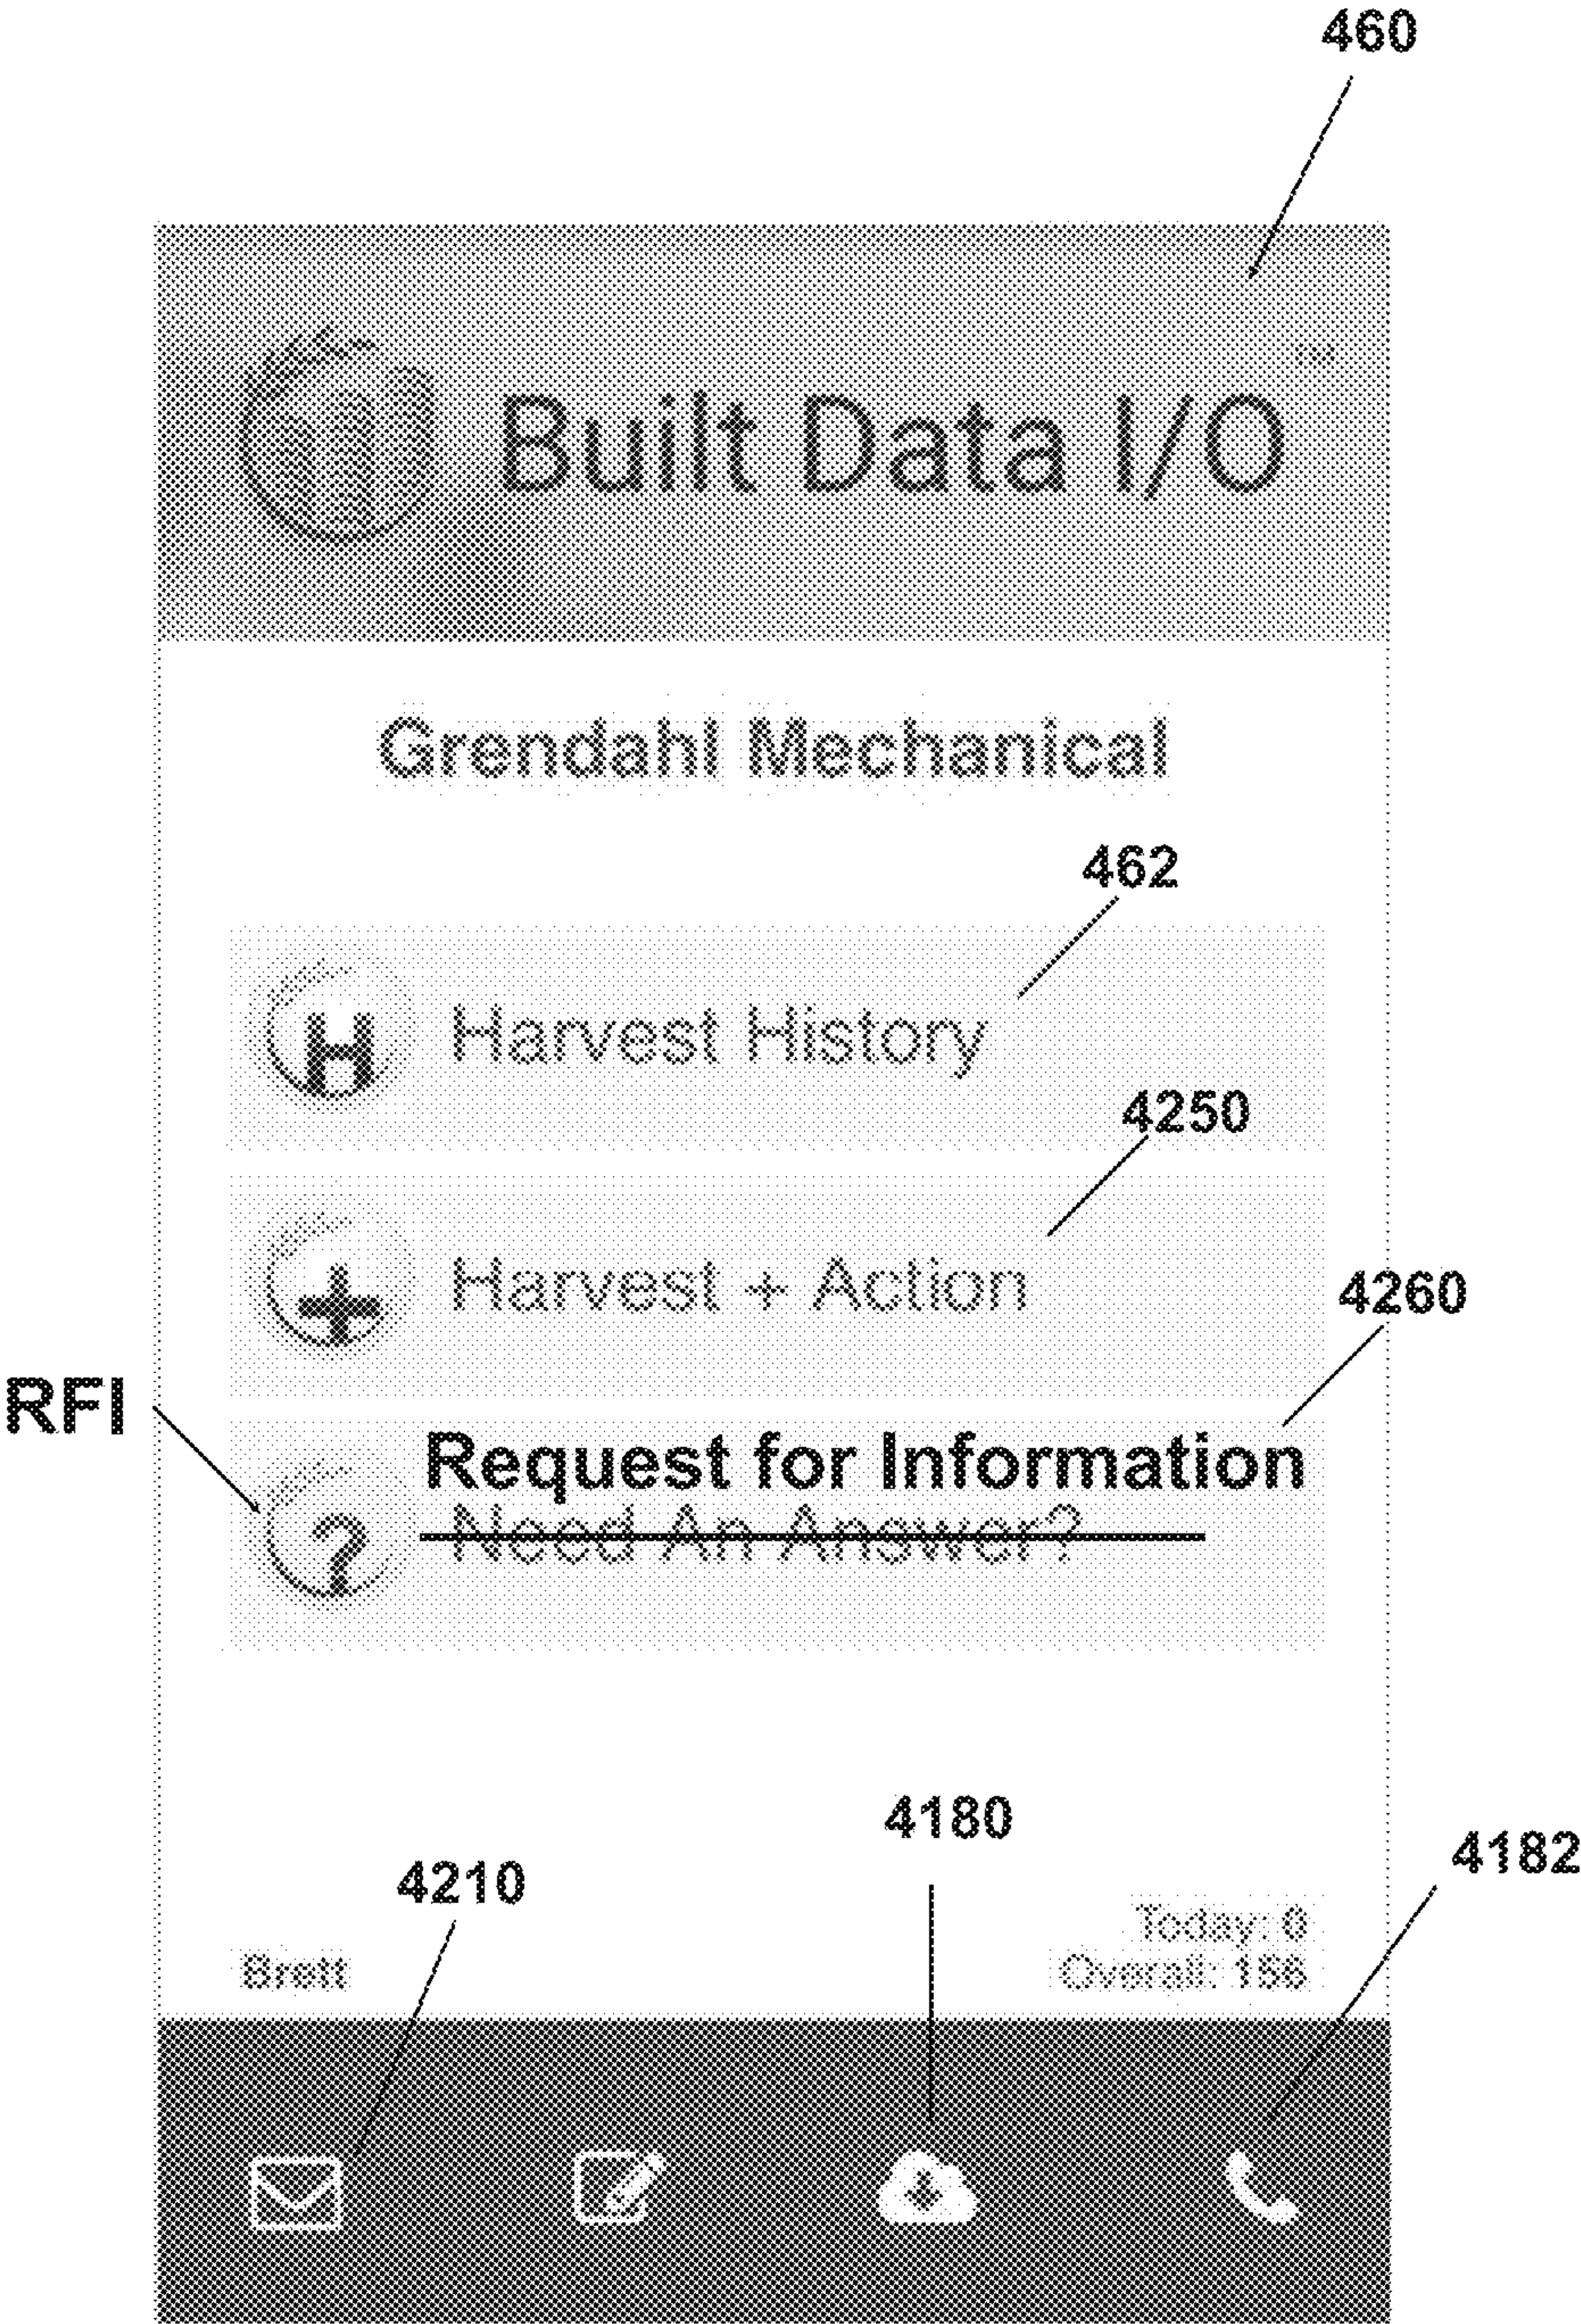 460
Built Data I/O
Grendahl Mechanical
462
H
Harvest History
4250
+
Harvest + Action
4260
RFI
Request for Information
?
Need An Answer?
4180
4182
4210
Today: 0
Brett
Overall: 156